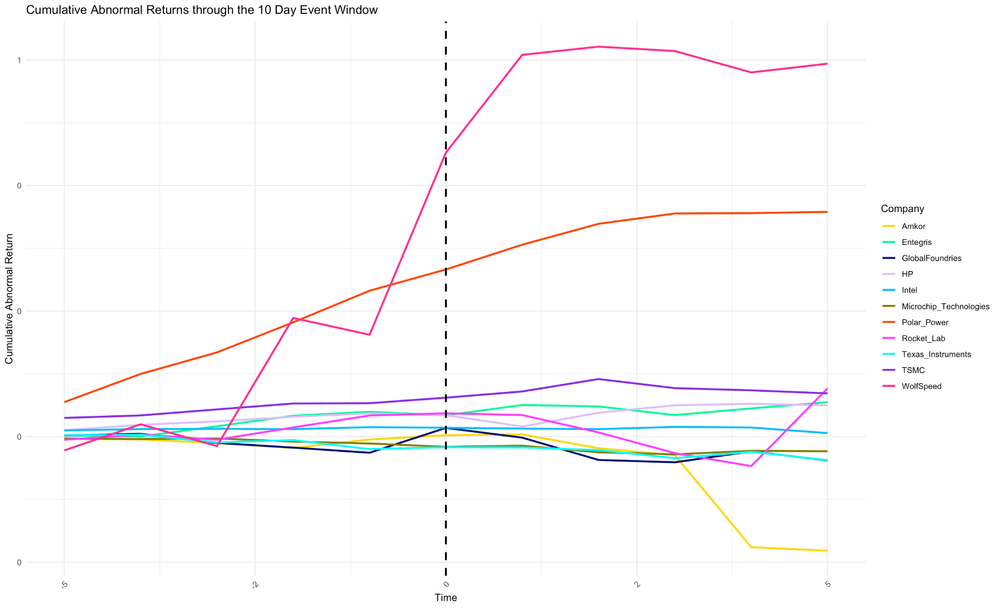 Cumulative Abnormal Returns through the 10 Day Event Window
Cumulative Abnormal Return
1
0
0
0
0
-5
-2
0
2
5
Time
Company
Amkor
Entegris
GlobalFoundries
HP
Intel
Microchip_Technologies
Polar_Power
Rocket_Lab
Texas_Instruments
TSMC
WolfSpeed